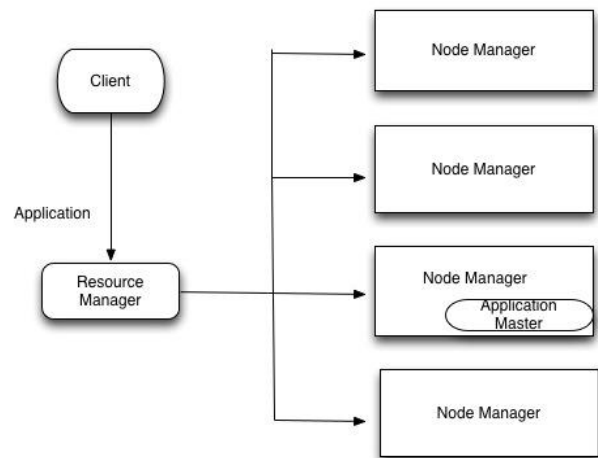 Client
Application
Resource
Manager
Node Manager
Node Manager
Node Manager
Application
Master
Node Manager